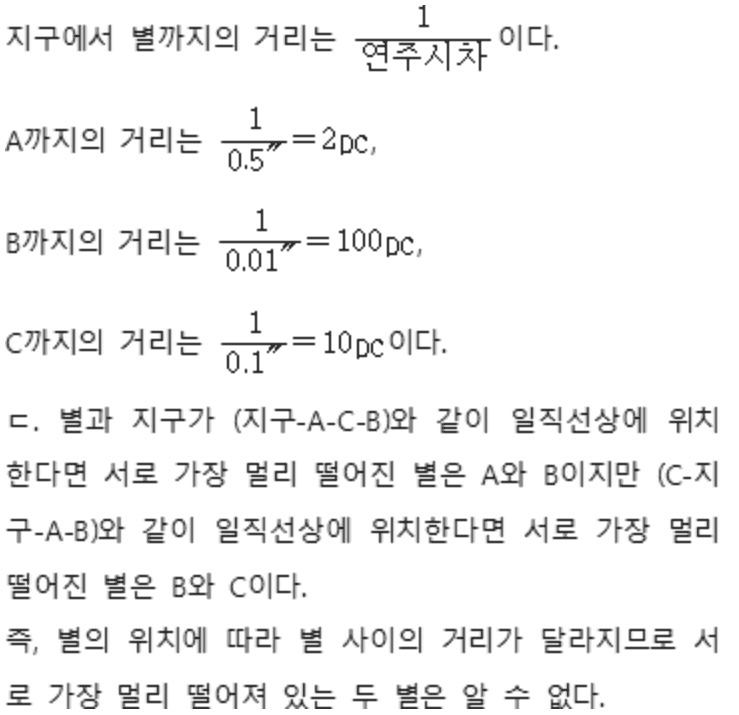 지구에서 별까지의 거리는 1/연주시차 이다.
A까지의 거리는 1/0.5″ = 2pc,
B까지의 거리는 1/0.01″ = 100pc,
C까지의 거리는 1/0.1″ = 10pc이다.
ㄷ. 별과 지구가 (지구-A-C-B)와 같이 일직선상에 위치
한다면 서로 가장 멀리 떨어진 별은 A와 B이지만 (C-지
구-A-B)와 같이 일직선상에 위치한다면 서로 가장 멀리
떨어진 별은 B와 C이다.
즉, 별의 위치에 따라 별 사이의 거리가 달라지므로 서
로 가장 멀리 떨어져 있는 두 별은 알 수 없다.